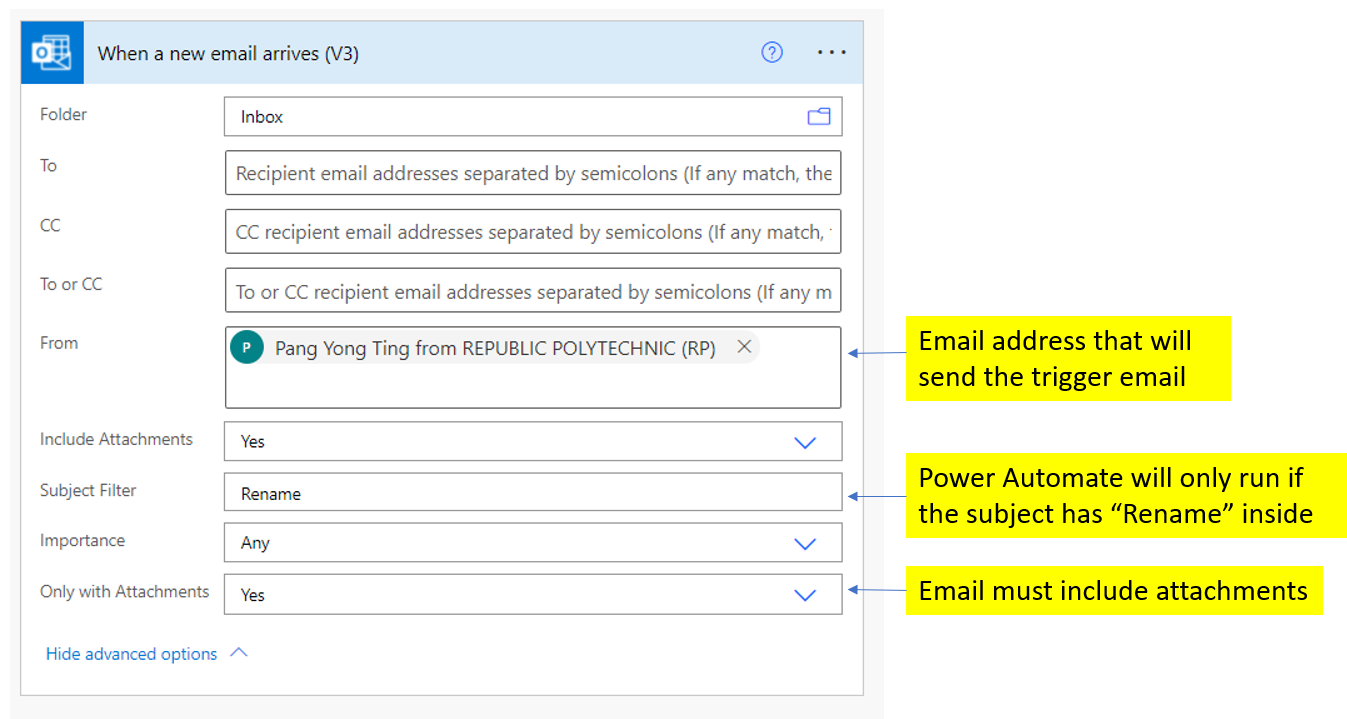 When a new email arrives (V3)
Folder
Inbox
To
Recipient email addresses separated by semicolons (If any match, the
CC
CC recipient email addresses separated by semicolons (If any match,
To or CC
To or CC recipient email addresses separated by semicolons (If any m
From
P
Pang Yong Ting from REPUBLIC POLYTECHNIC (RP)
Email address that will
send the trigger email
Include Attachments
Yes
Subject Filter
Rename
Power Automate will only run if
the subject has “Rename” inside
Importance
Any
Only with Attachments
Yes
Email must include attachments
Hide advanced options